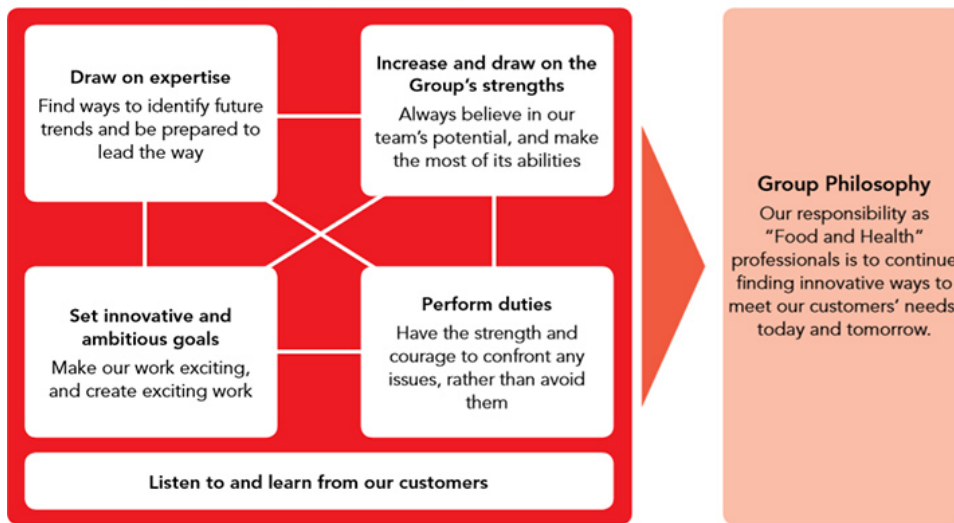 Draw on expertise
Find ways to identify future
trends and be prepared to
lead the way
Increase and draw on the
Group's strengths
Always believe in our
team's potential, and make
the most of its abilities
Set innovative and
ambitious goals
Make our work exciting,
and create exciting work
Perform duties
Have the strength and
courage to confront any
issues, rather than avoid
them
Listen to and learn from our customers
Group Philosophy
Our responsibility as
“Food and Health”
professionals is to continue
finding innovative ways to
meet our customers’ needs,
today and tomorrow.